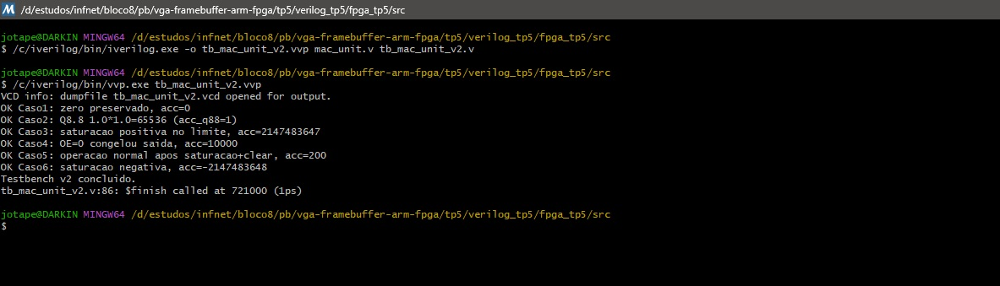 M /d/estudos/infnet/bloco8/pb/vga-framebuffer-arm-fpga/tp5/verilog_tp5/fpga_tp5/src
jotape@DARKIN MINGW64 /d/estudos/infnet/bloco8/pb/vga-framebuffer-arm-fpga/tp5/verilog_tp5/fpga_tp5/src
$ /c/iverilog/bin/iverilog.exe -o tb_mac_unit_v2.vvp mac_unit.v tb_mac_unit_v2.v
jotape@DARKIN MINGW64 /d/estudos/infnet/bloco8/pb/vga-framebuffer-arm-fpga/tp5/verilog_tp5/fpga_tp5/src
$ /c/iverilog/bin/vvp.exe tb_mac_unit_v2.vvp
VCD info: dumpfile tb_mac_unit_v2.vcd opened for output.
OK Caso1: zero preservado, acc=0
OK Caso2: Q8.8 1.0*1.0=65536 (acc_q88=1)
OK Caso3: saturacao positiva no limite, acc=2147483647
OK Caso4: OE=0 congelou saida, acc=10000
OK Caso5: operacao normal apos saturacao+clear, acc=200
OK Caso6: saturacao negativa, acc=-2147483648
Testbench v2 concluido.
tb_mac_unit_v2.v:86: $finish called at 721000 (1ps)
jotape@DARKIN MINGW64 /d/estudos/infnet/bloco8/pb/vga-framebuffer-arm-fpga/tp5/verilog_tp5/fpga_tp5/src
$